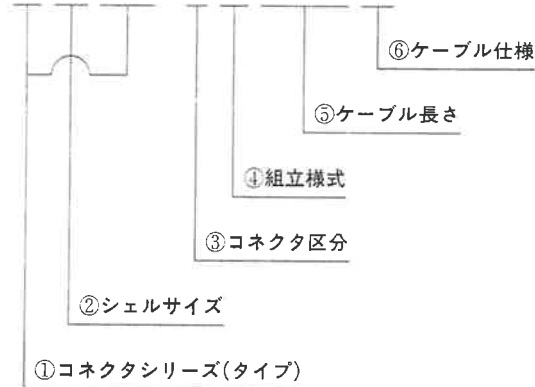 ⑥ケーブル仕様
⑤ケーブル長さ
④組立様式
③コネクタ区分
②シェルサイズ
①コネクタシリーズ(タイプ)